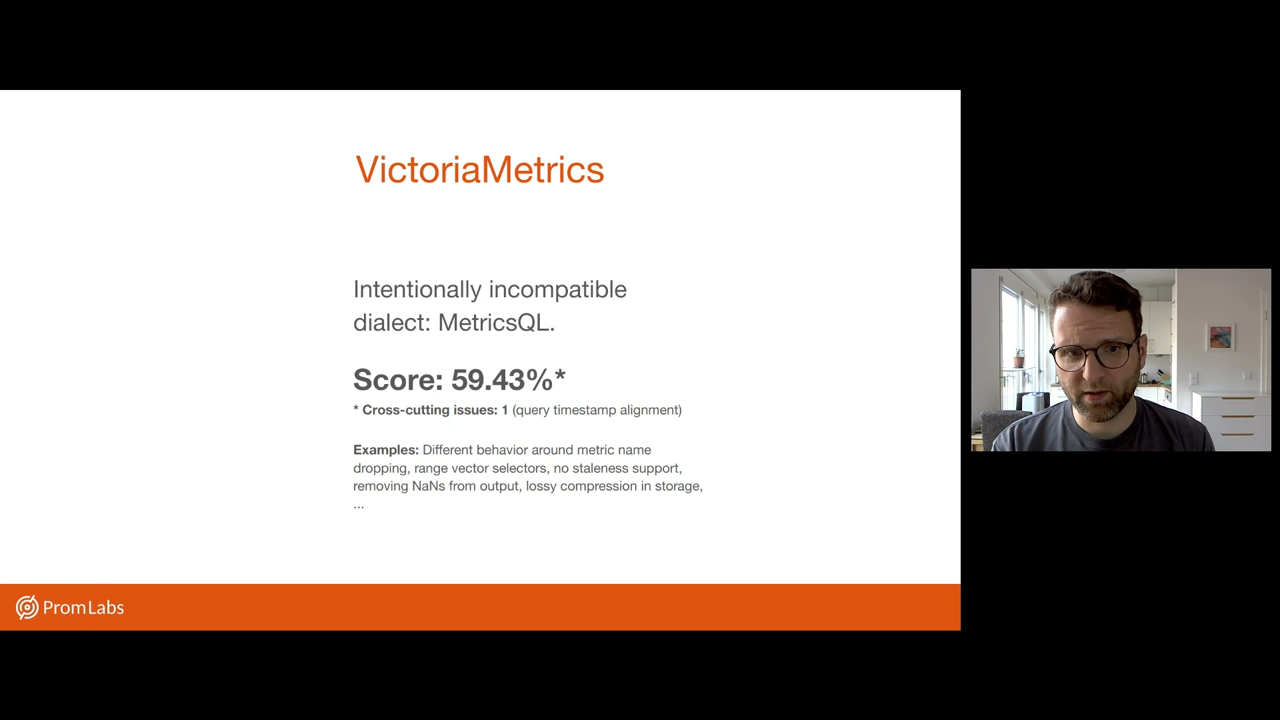 VictoriaMetrics
Intentionally incompatible
dialect: MetricsQL.
Score: 59.43%*
* Cross-cutting issues: 1 (query timestamp alignment)
Examples: Different behavior around metric name
dropping, range vector selectors, no staleness support,
removing NaNs from output, lossy compression in storage,
...
PromLabs